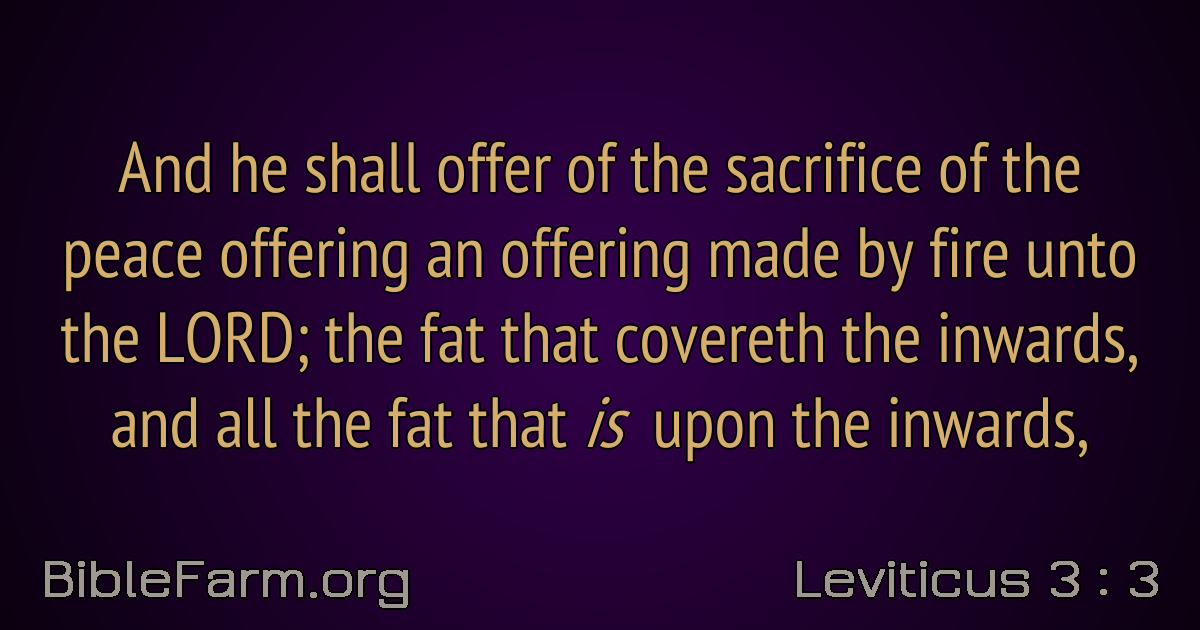 And he shall offer of the sacrifice of the
peace offering an offering made by fire unto
the LORD; the fat that covereth the inwards,
and all the fat that is upon the inwards,
BibleFarm.org
Leviticus 3 : 3